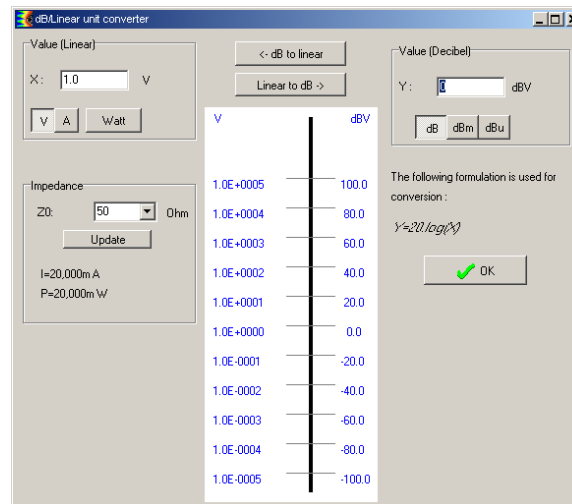 dB/Linear unit converter
Value (Linear)
X: 1.0 V
V A Watt
<- dB to linear
Linear to dB ->
Value (Decibel)
Y: 0 dBV
dB dBm dBu
Impedance
Z0: 50 Ohm
Update
I=20,000m A
P=20,000m W
V dBV
1.0E+0005 100.0
1.0E+0004 80.0
1.0E+0003 60.0
1.0E+0002 40.0
1.0E+0001 20.0
1.0E+0000 0.0
1.0E-0001 -20.0
1.0E-0002 -40.0
1.0E-0003 -60.0
1.0E-0004 -80.0
1.0E-0005 -100.0
The following formulation is used for
conversion :
Y=20.log(X)
OK